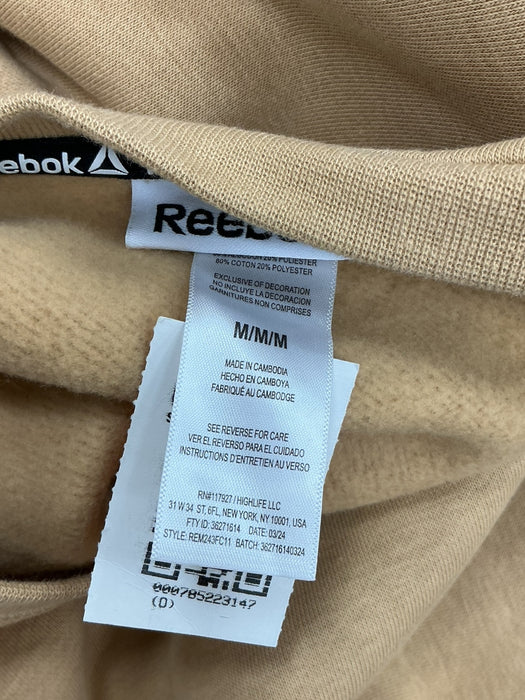 ebok
Reeb
20% POLIESTER
80% COTTON 20% POLYESTER
EXCLUSIVE OF DECORATION
NO INCLUYE LA DECORACION
GARNITURES NON COMPRISES
M/M/M
MADE IN CAMBODIA
HECHO EN CAMBOYA
FABRIQUÉ AU CAMBODGE
SEE REVERSE FOR CARE
VER EL REVERSO PARA EL CUIDADO
INSTRUCTIONS D'ENTRETIEN AU VERSO
RN#117927 / HIGHLIFE LLC
31 W 34 ST, 6FL, NEW YORK, NY 10001, USA
FTY ID: 36271614 DATE: 03/24
STYLE: REM243FC11 BATCH: 362716140324
000785223147
(D)